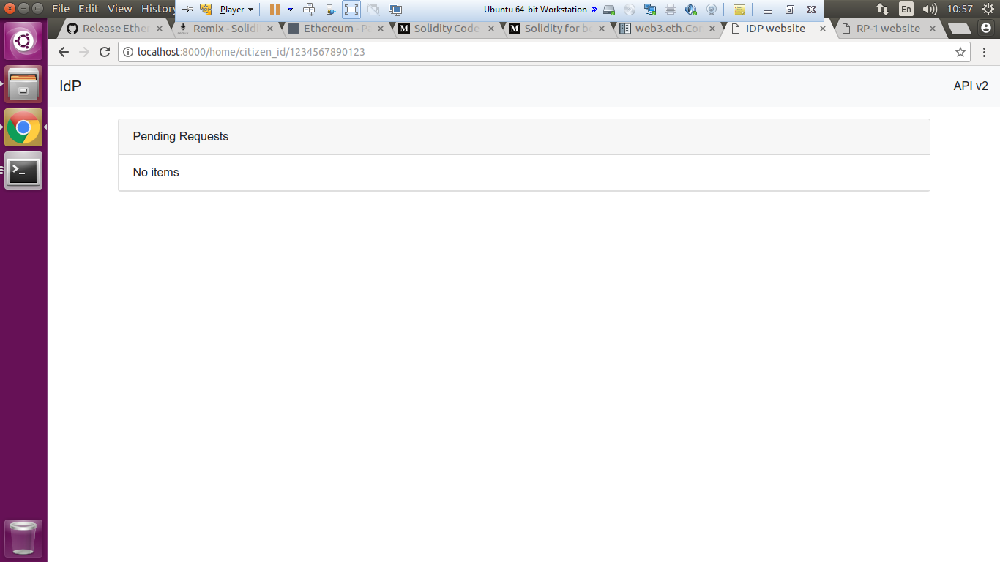 File Edit View History Player Ubuntu 64-bit Workstation En 10:57
Release Ether Remix - Solidi Ethereum - Pa Solidity Code Solidity for be web3.eth.Con IDP website RP-1 website
localhost:8000/home/citizen_id/1234567890123
IdP API v2
Pending Requests
No items